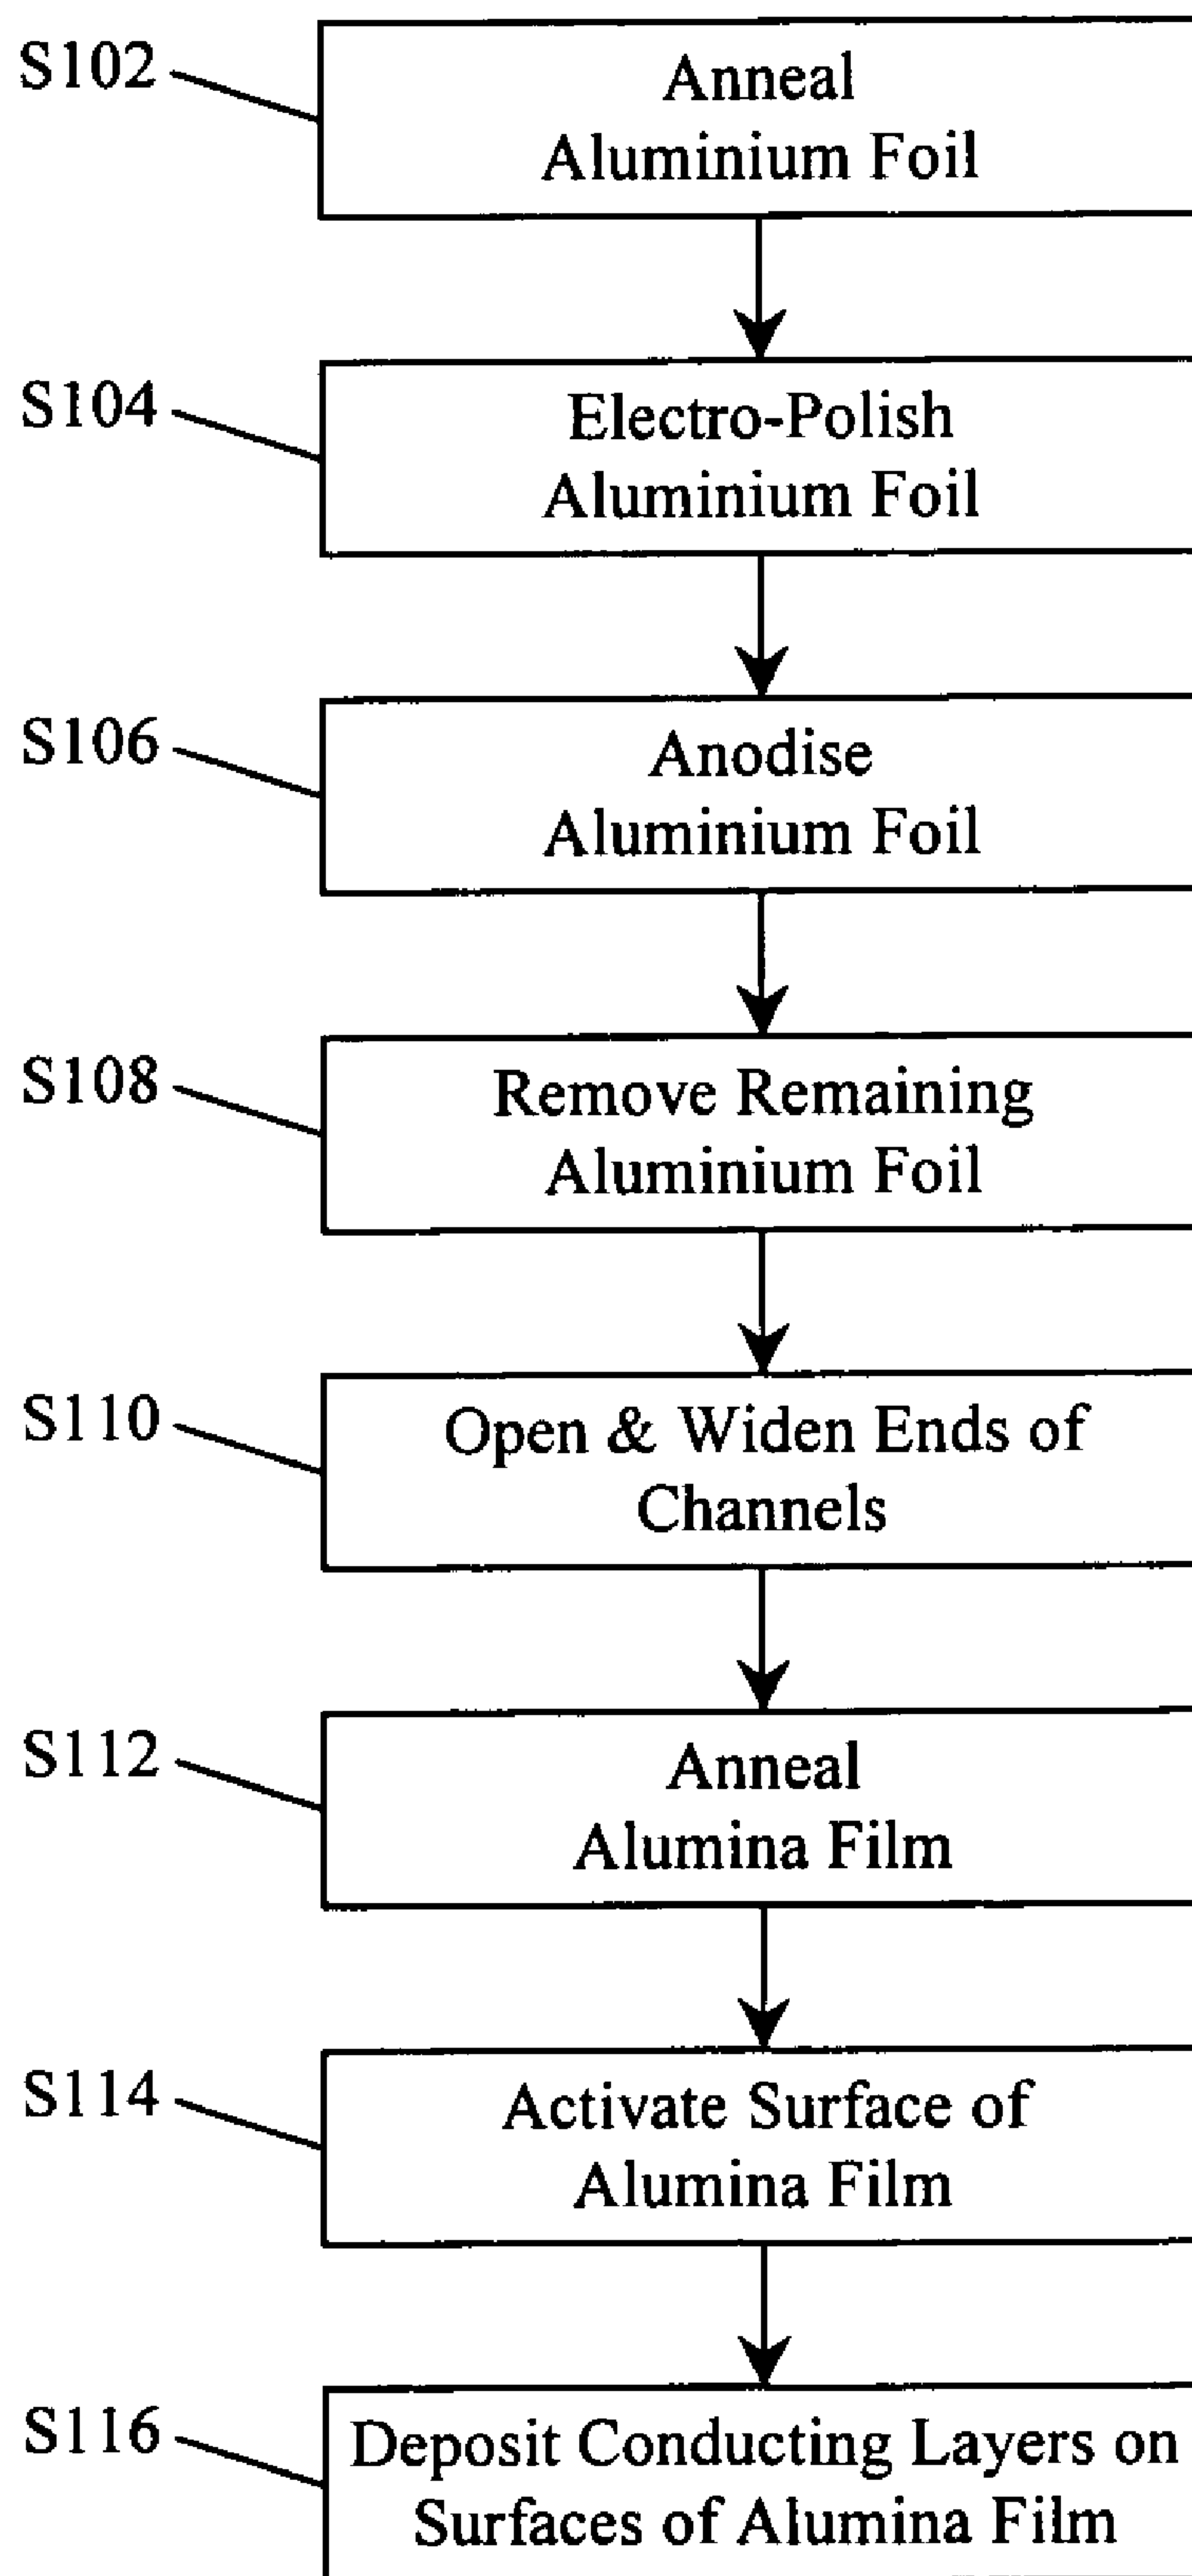 S102
Anneal
Aluminium Foil
S104
Electro-Polish
Aluminium Foil
S106
Anodise
Aluminium Foil
S108
Remove Remaining
Aluminium Foil
S110
Open & Widen Ends of
Channels
S112
Anneal
Alumina Film
S114
Activate Surface of
Alumina Film
S116
Deposit Conducting Layers on
Surfaces of Alumina Film